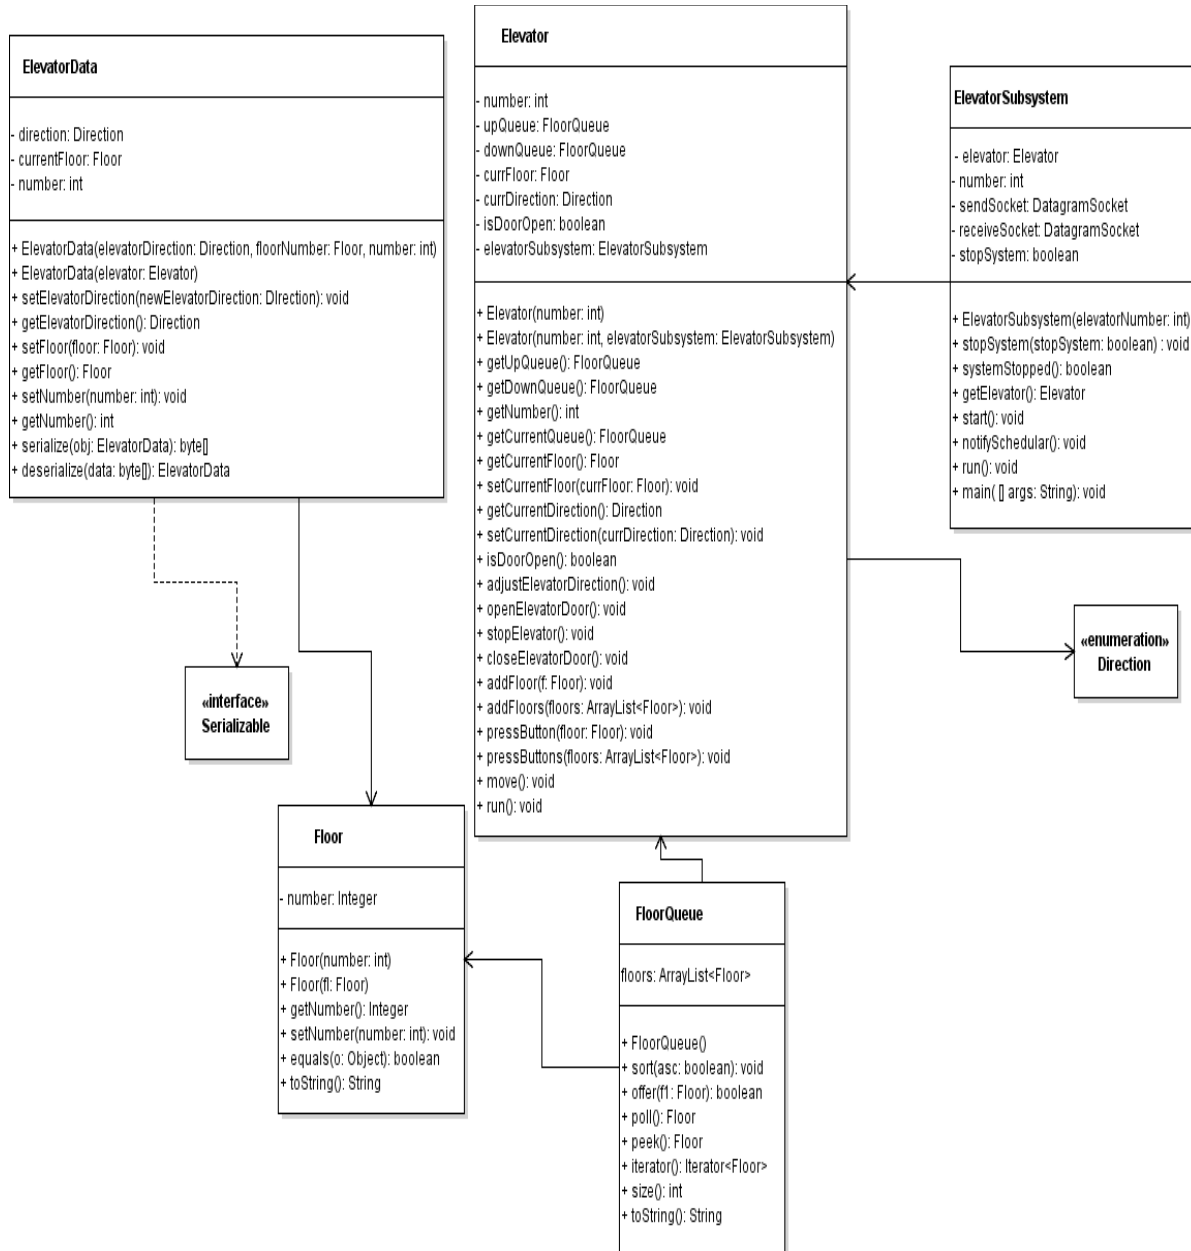 ElevatorData
- direction: Direction
- currentFloor: Floor
- number: int
+ ElevatorData(elevatorDirection: Direction, floorNumber: Floor, number: int)
+ ElevatorData(elevator: Elevator)
+ setElevatorDirection(newElevatorDirection: DIrection): void
+ getElevatorDirection(): Direction
+ setFloor(floor: Floor): void
+ getFloor(): Floor
+ setNumber(number: int): void
+ getNumber(): int
+ serialize(obj: ElevatorData): byte[]
+ deserialize(data: byte[]): ElevatorData
Elevator
- number: int
- upQueue: FloorQueue
- downQueue: FloorQueue
- currFloor: Floor
- currDirection: Direction
- isDoorOpen: boolean
- elevatorSubsystem: ElevatorSubsystem
+ Elevator(number: int)
+ Elevator(number: int, elevatorSubsystem: ElevatorSubsystem)
+ getUpQueue(): FloorQueue
+ getDownQueue(): FloorQueue
+ getNumber(): int
+ getCurrentQueue(): FloorQueue
+ getCurrentFloor(): Floor
+ setCurrentFloor(currFloor: Floor): void
+ getCurrentDirection(): Direction
+ setCurrentDirection(currDirection: Direction): void
+ isDoorOpen(): boolean
+ adjustElevatorDirection(): void
+ openElevatorDoor(): void
+ stopElevator(): void
+ closeElevatorDoor(): void
+ addFloor(f: Floor): void
+ addFloors(floors: ArrayList<Floor>): void
+ pressButton(floor: Floor): void
+ pressButtons(floors: ArrayList<Floor>): void
+ move(): void
+ run(): void
ElevatorSubsystem
- elevator: Elevator
- number: int
- sendSocket: DatagramSocket
- receiveSocket: DatagramSocket
- stopSystem: boolean
+ ElevatorSubsystem(elevatorNumber: int)
+ stopSystem(stopSystem: boolean) : void
+ systemStopped(): boolean
+ getElevator(): Elevator
+ start(): void
+ notifySchedular(): void
+ run(): void
+ main( [] args: String): void
«enumeration»
Direction
«interface»
Serializable
Floor
- number: Integer
+ Floor(number: int)
+ Floor(fl: Floor)
+ getNumber(): Integer
+ setNumber(number: int): void
+ equals(o: Object): boolean
+ toString(): String
FloorQueue
floors: ArrayList<Floor>
+ FloorQueue()
+ sort(asc: boolean): void
+ offer(f1: Floor): boolean
+ poll(): Floor
+ peek(): Floor
+ iterator(): Iterator<Floor>
+ size(): int
+ toString(): String